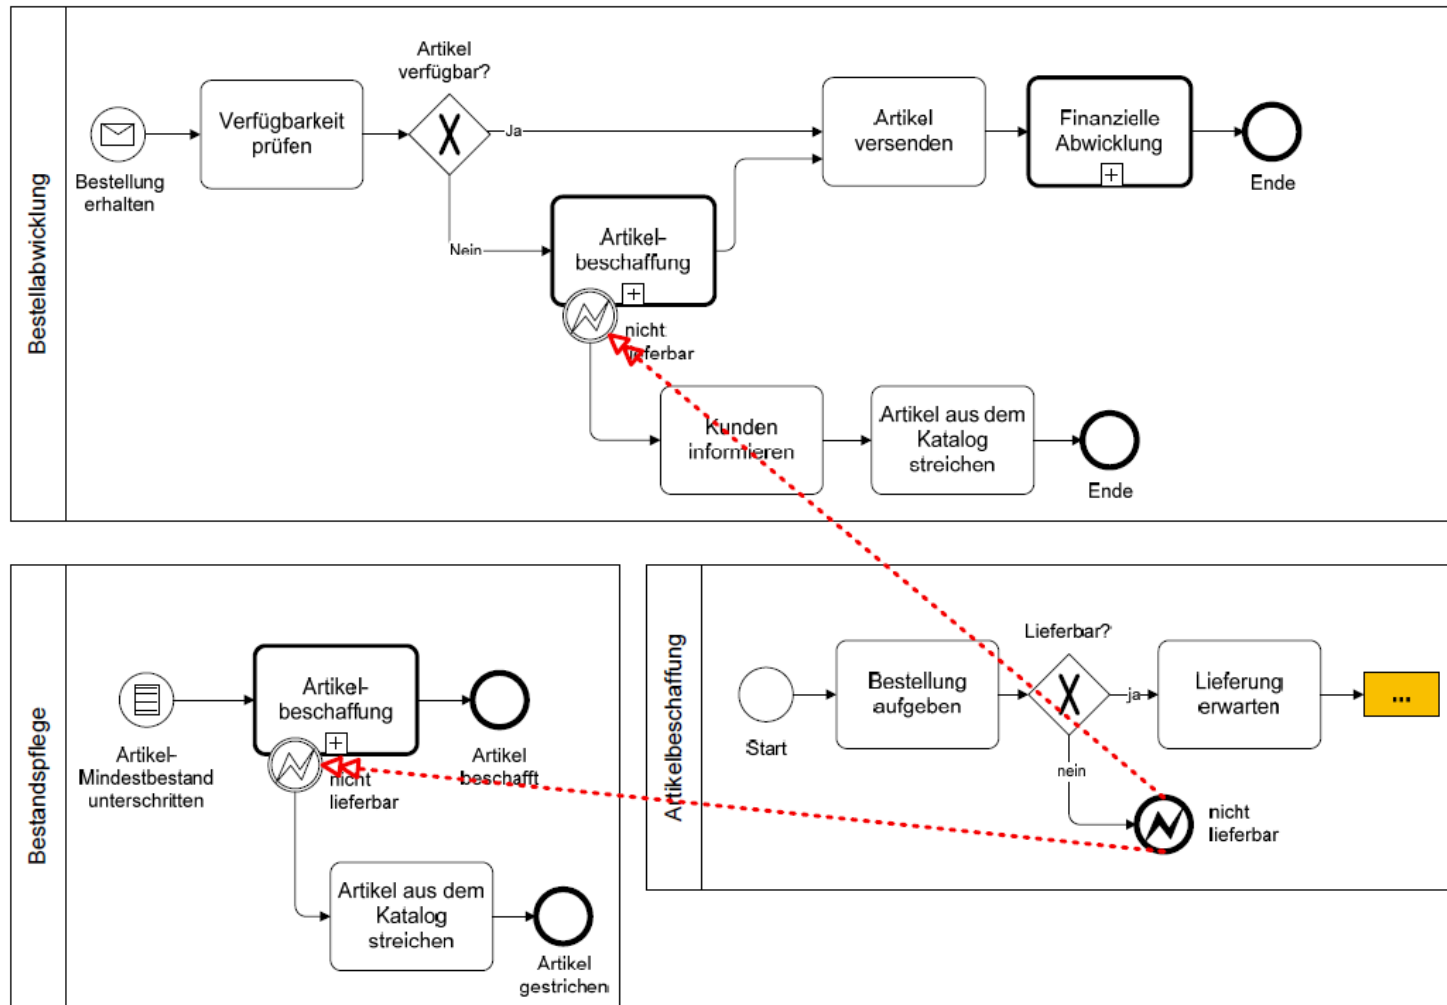 Bestellabwicklung
Bestellung
erhalten
Verfügbarkeit
prüfen
Artikel
verfügbar?
Ja
Nein
Artikel-
beschaffung
nicht
lieferbar
Artikel
versenden
Finanzielle
Abwicklung
Ende
Kunden
informieren
Artikel aus dem
Katalog
streichen
Ende
Bestandspflege
Artikel-
Mindestbestand
unterschritten
Artikel-
beschaffung
nicht
lieferbar
Artikel
beschafft
Artikel aus dem
Katalog
streichen
Artikel
gestrichen
Artikelbeschaffung
Start
Bestellung
aufgeben
Lieferbar?
ja
nein
Lieferung
erwarten
...
nicht
lieferbar